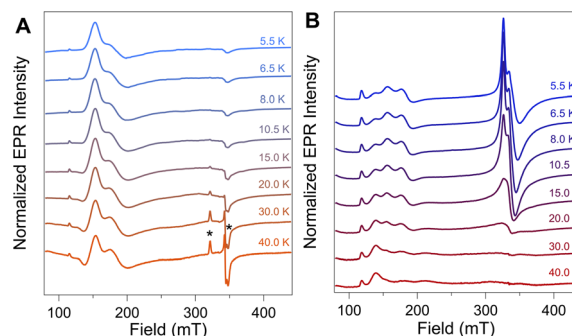 A
Normalized EPR Intensity
5.5 K
6.5 K
8.0 K
10.5 K
15.0 K
20.0 K
30.0 K
40.0 K
*
*
100
200
300
400
Field (mT)
B
Normalized EPR Intensity
5.5 K
6.5 K
8.0 K
10.5
15.0
20.0
30.0
40.0
100
200
300
400
Field (mT)